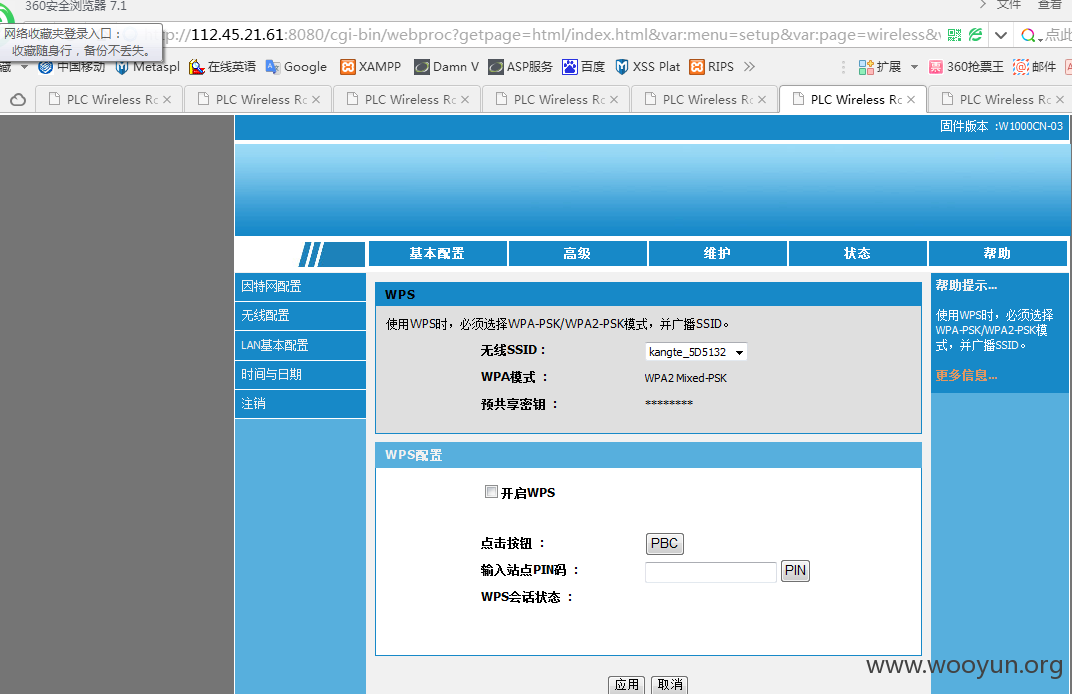 360安全浏览器 7.1
文件 查看
网络收藏夹登录入口：
收藏随身行，备份不丢失。
p://112.45.21.61:8080/cgi-bin/webproc?getpage=html/index.html&var:menu=setup&var:page=wireless&v
点此
藏 中国移动 Metaspl 在线英语 Google XAMPP Damn V ASP服务 百度 XSS Plat RIPS 扩展 360抢票王 邮件
PLC Wireless Rc PLC Wireless Rc PLC Wireless Rc PLC Wireless Rc PLC Wireless Rc PLC Wireless Rc PLC Wireless Rc
固件版本 :W1000CN-03
基本配置 高级 维护 状态 帮助
因特网配置
无线配置
LAN基本配置
时间与日期
注销
WPS
使用WPS时，必须选择WPA-PSK/WPA2-PSK模式，并广播SSID。
无线SSID： kangte_5D5132
WPA模式 ： WPA2 Mixed-PSK
预共享密钥 ： ********
WPS配置
开启WPS
点击按钮 ： PBC
输入站点PIN码 ： PIN
WPS会话状态 ：
应用 取消
帮助提示...
使用WPS时，必须选择
WPA-PSK/WPA2-PSK模
式，并广播SSID。
更多信息...
www.wooyun.org